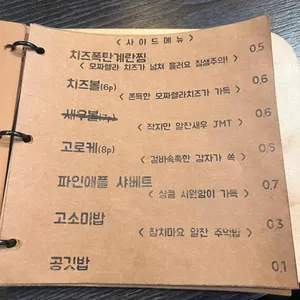 < 사이드메뉴 >
치즈폭탄계란찜 0.5
< 모짜렐라 치즈가 넘쳐 흘러요 침샘주의! >
치즈볼(6p) 0.6
< 쫀득한 모짜렐라치즈가 가득 >
새우볼(7p) 0.6
< 작지만 알찬새우 JMT >
고로케(8p) 0.5
< 겉바속촉한 감자가 쏙 >
파인애플 샤베트 0.7
< 상큼 시원함이 가득 >
고소미밥 0.3
< 참치마요 알찬 주먹밥 >
공깃밥 0.1